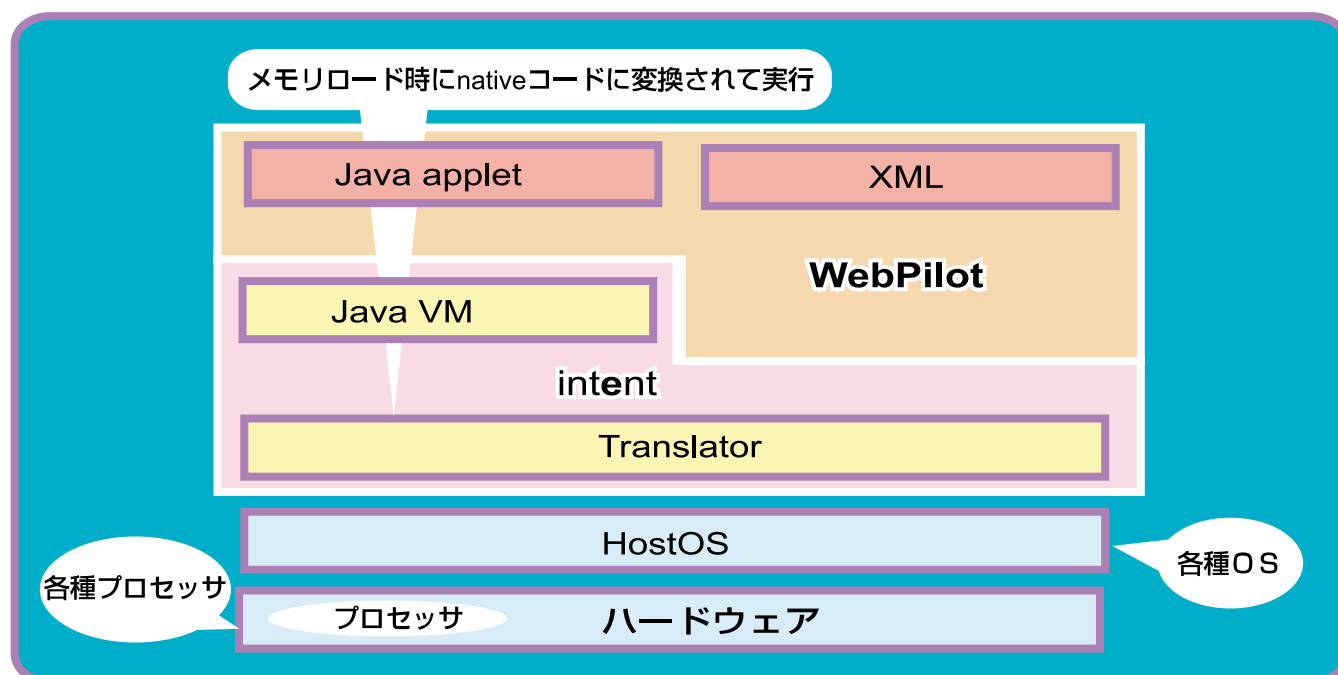 メモリロード時にnativeコードに変換されて実行
Java applet
XML
WebPilot
Java VM
intent
Translator
HostOS
各種ＯＳ
各種プロセッサ
プロセッサ
ハードウェア